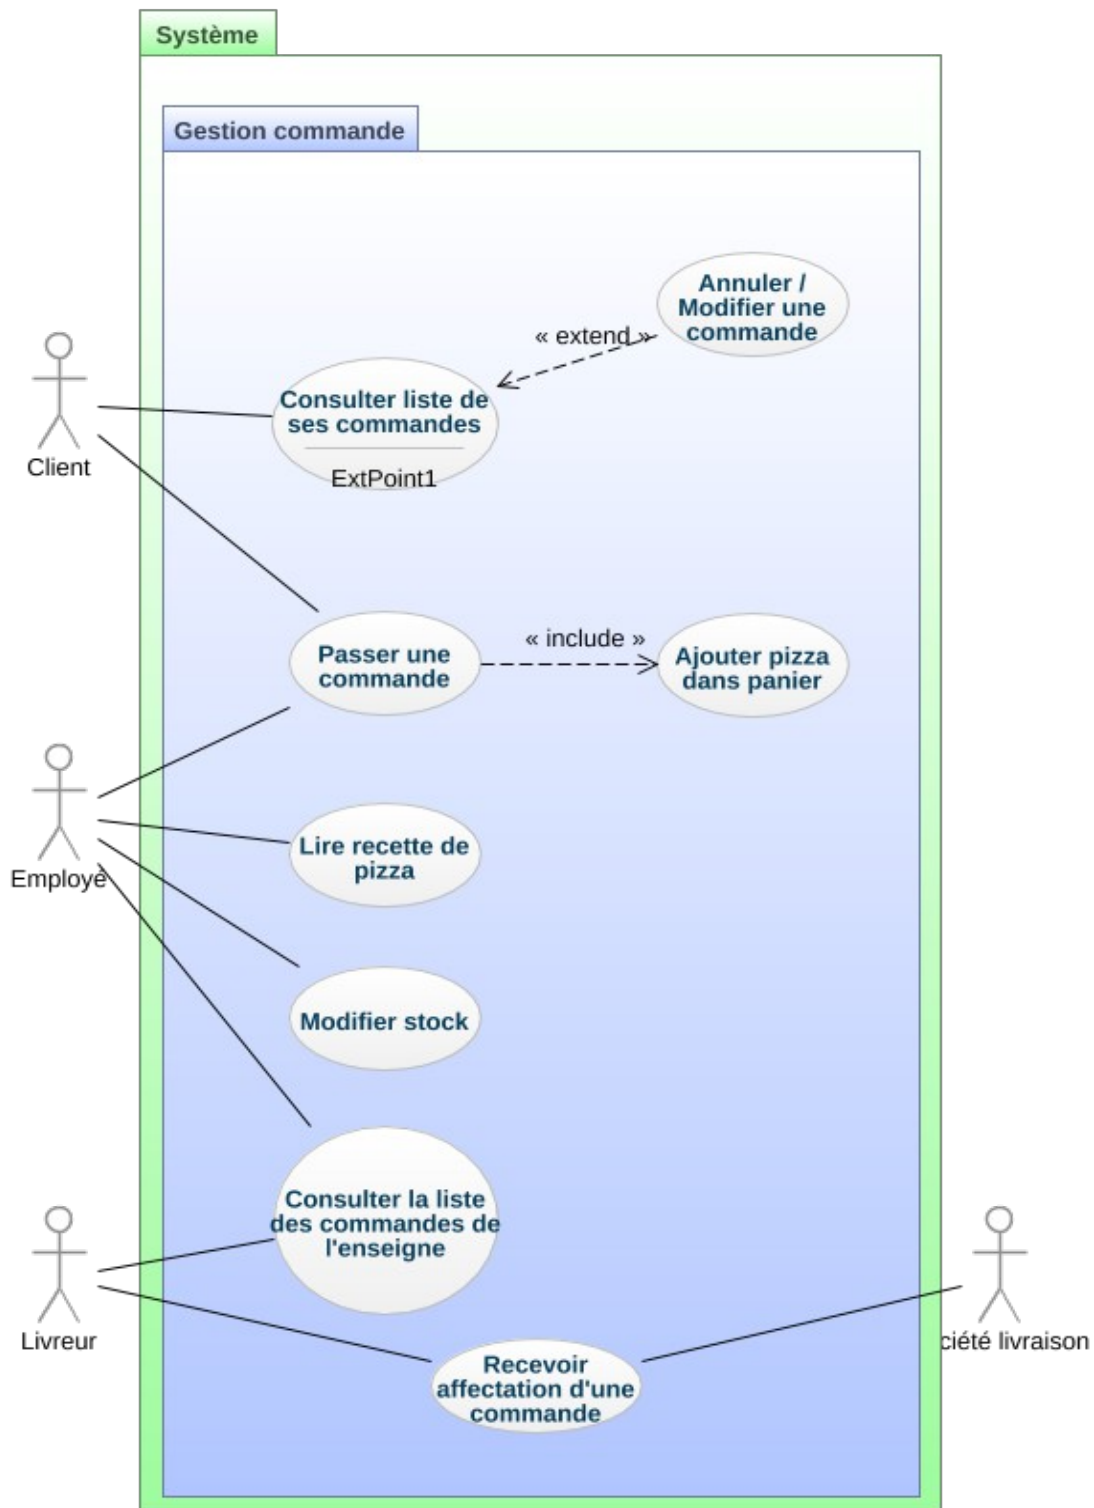 Système
Gestion commande
Annuler /
Modifier une
commande
« extend »
Consulter liste de
ses commandes
ExtPoint1
Client
Passer une
commande
« include »
Ajouter pizza
dans panier
Employé
Lire recette de
pizza
Modifier stock
Consulter la liste
des commandes de
l'enseigne
Livreur
ciété livraison
Recevoir
affectation d'une
commande